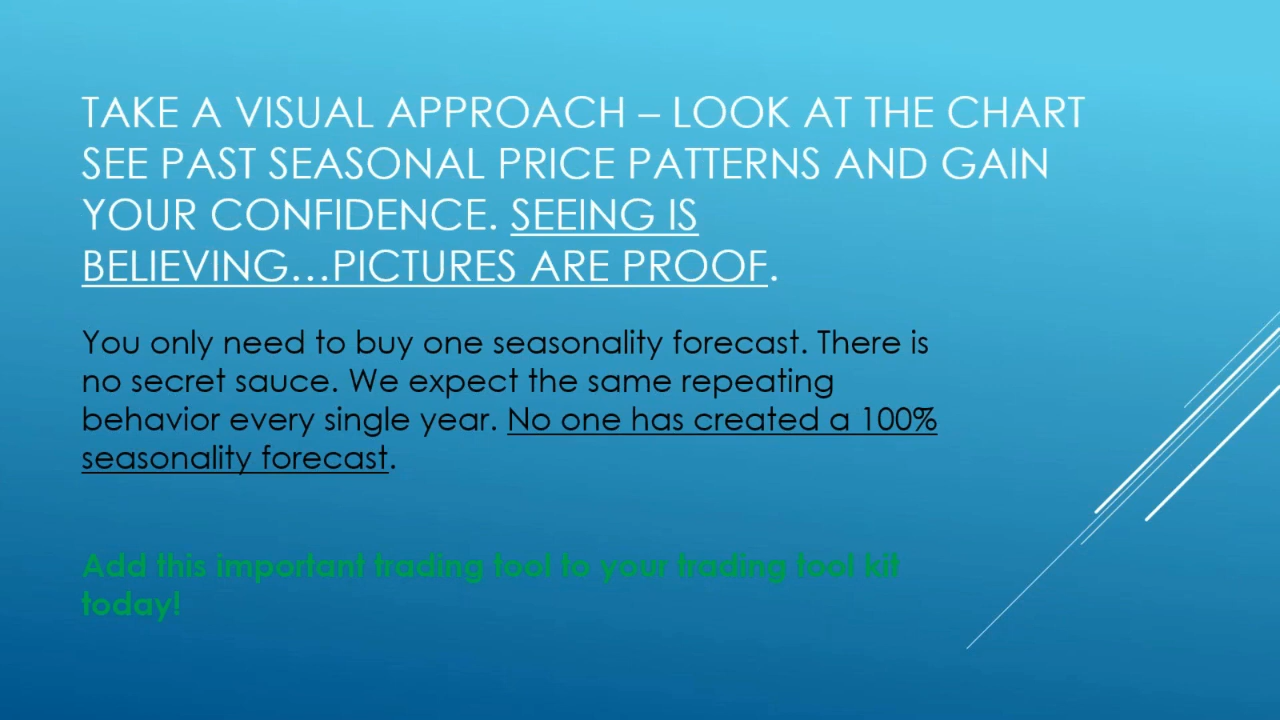 TAKE A VISUAL APPROACH – LOOK AT THE CHART
SEE PAST SEASONAL PRICE PATTERNS AND GAIN
YOUR CONFIDENCE. SEEING IS
BELIEVING…PICTURES ARE PROOF.
You only need to buy one seasonality forecast. There is
no secret sauce. We expect the same repeating
behavior every single year. No one has created a 100%
seasonality forecast.
Add this important trading tool to your trading tool kit
today!